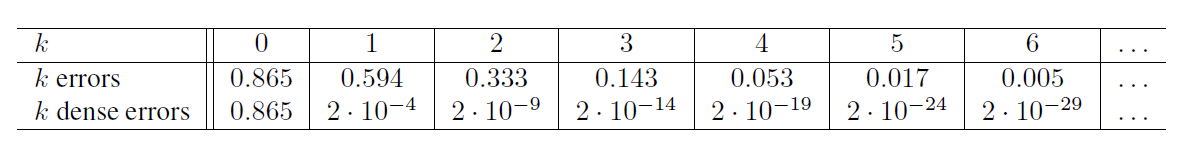 k 0 1 2 3 4 5 6 ...
k errors 0.865 0.594 0.333 0.143 0.053 0.017 0.005 ...
k dense errors 0.865 2 · 10⁻⁴ 2 · 10⁻⁹ 2 · 10⁻¹⁴ 2 · 10⁻¹⁹ 2 · 10⁻²⁴ 2 · 10⁻²⁹ ...